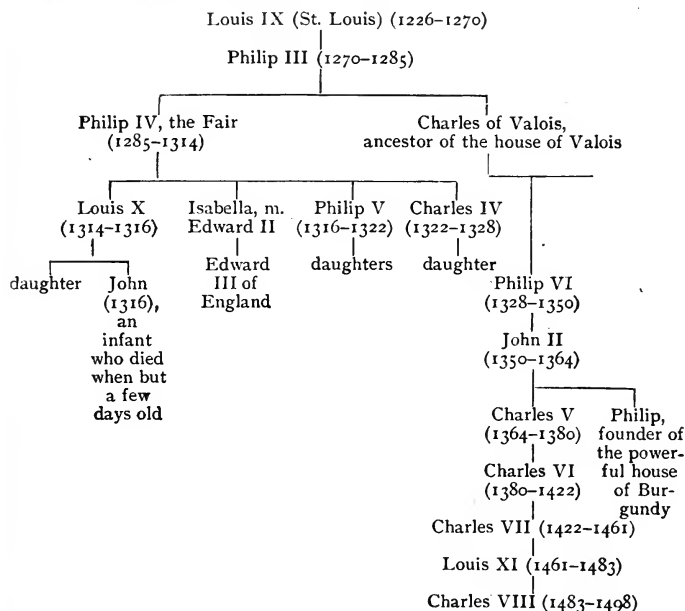 Louis IX (St. Louis) (1226–1270)
Philip III (1270–1285)
Philip IV, the Fair
(1285–1314)
Charles of Valois,
ancestor of the house of Valois
Louis X
(1314–1316)
Isabella, m.
Edward II
Philip V
(1316–1322)
Charles IV
(1322–1328)
daughter
John
(1316),
an
infant
who died
when but
a few
days old
Edward
III of
England
daughters
daughter
Philip VI
(1328–1350)
John II
(1350–1364)
Charles V
(1364–1380)
Philip,
founder of
the power-
ful house
of Bur-
gundy
Charles VI
(1380–1422)
Charles VII (1422–1461)
Louis XI (1461–1483)
Charles VIII (1483–1498)